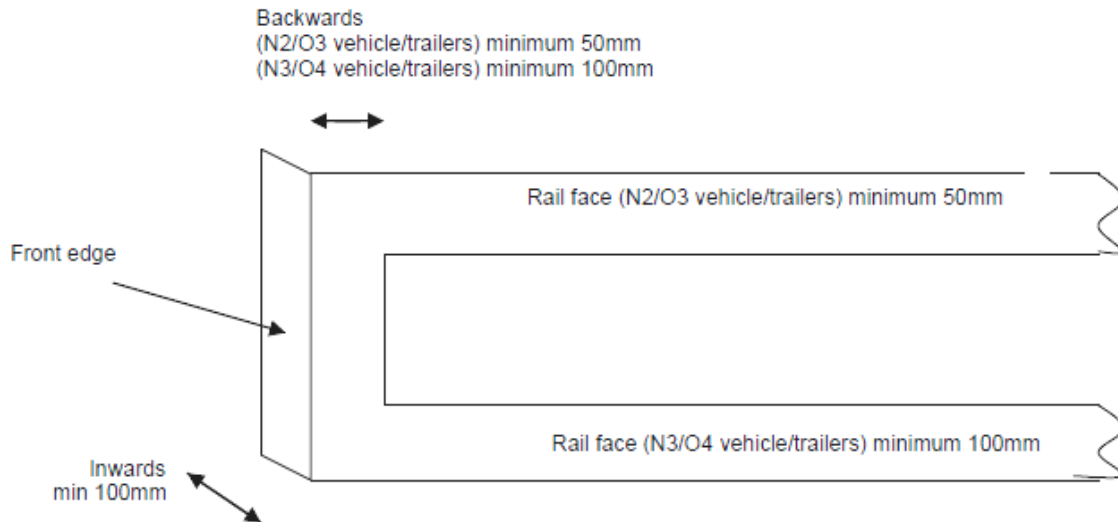 Backwards
(N2/O3 vehicle/trailers) minimum 50mm
(N3/O4 vehicle/trailers) minimum 100mm
Rail face (N2/O3 vehicle/trailers) minimum 50mm
Front edge
Rail face (N3/O4 vehicle/trailers) minimum 100mm
Inwards
min 100mm